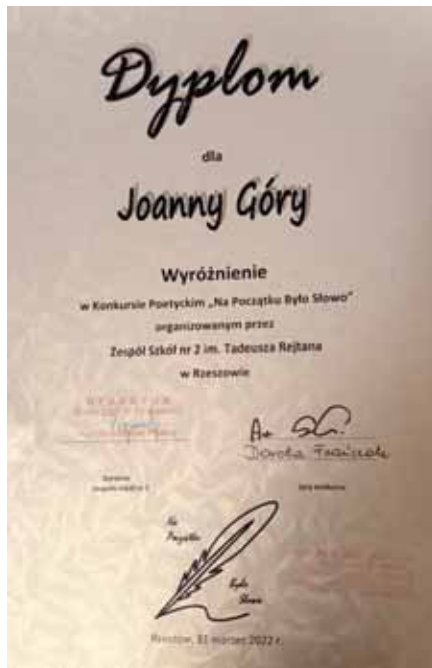 Dyplom
dla
Joanny Góry
Wyróżnienie
w Konkursie Poetyckim „Na Początku Było Słowo”
organizowanym przez
Zespół Szkół nr 2 im. Tadeusza Rejtana
w Rzeszowie
DYREKTOR
Dorota
Na
Początku
Było
Słowo
Rzeszów, 31 marzec 2022 r.